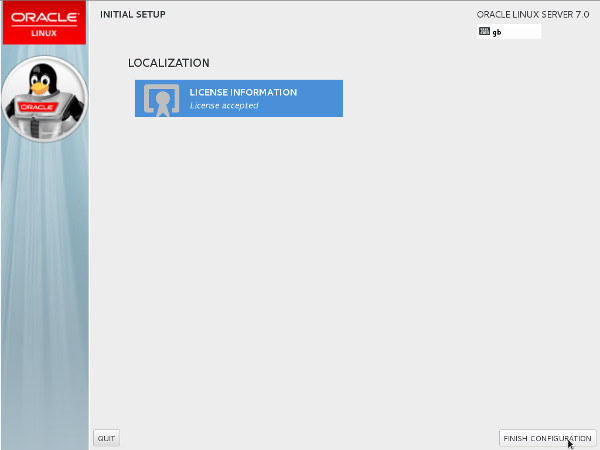 ORACLE
LINUX
INITIAL SETUP
ORACLE LINUX SERVER 7.0
gb
LOCALIZATION
LICENSE INFORMATION
License accepted
ORACLE
QUIT
FINISH CONFIGURATION